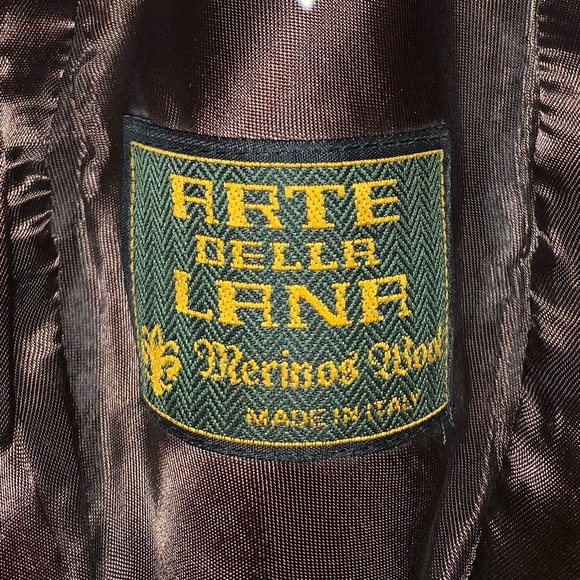 ARTE
DELLA
LANA
Merinos Wool
MADE IN ITALY